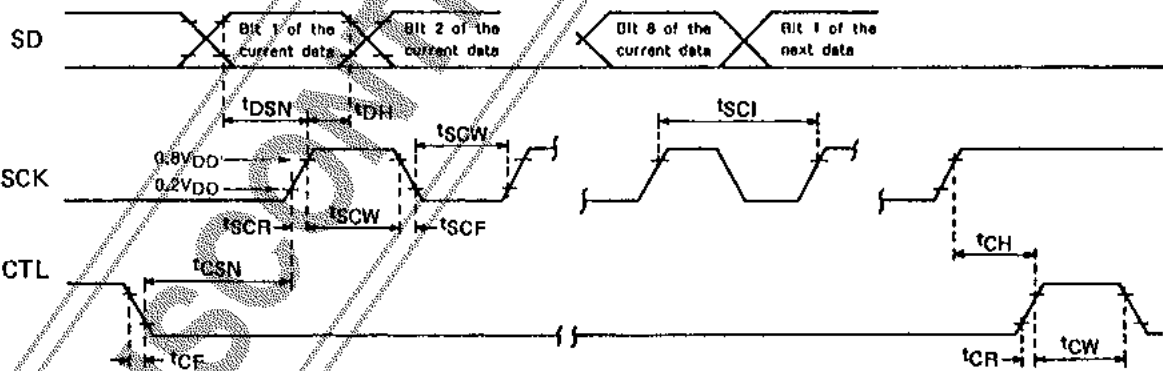 SD
Bit 1 of the
current data
Bit 2 of the
current data
Bit 8 of the
current data
Bit 1 of the
next data
tDSN
tDH
tSCW
tSCI
SCK
0.8VDD
0.2VDD
tSCR
tSCW
tSCF
tCH
CTL
tCSN
tCF
tCR
tCW